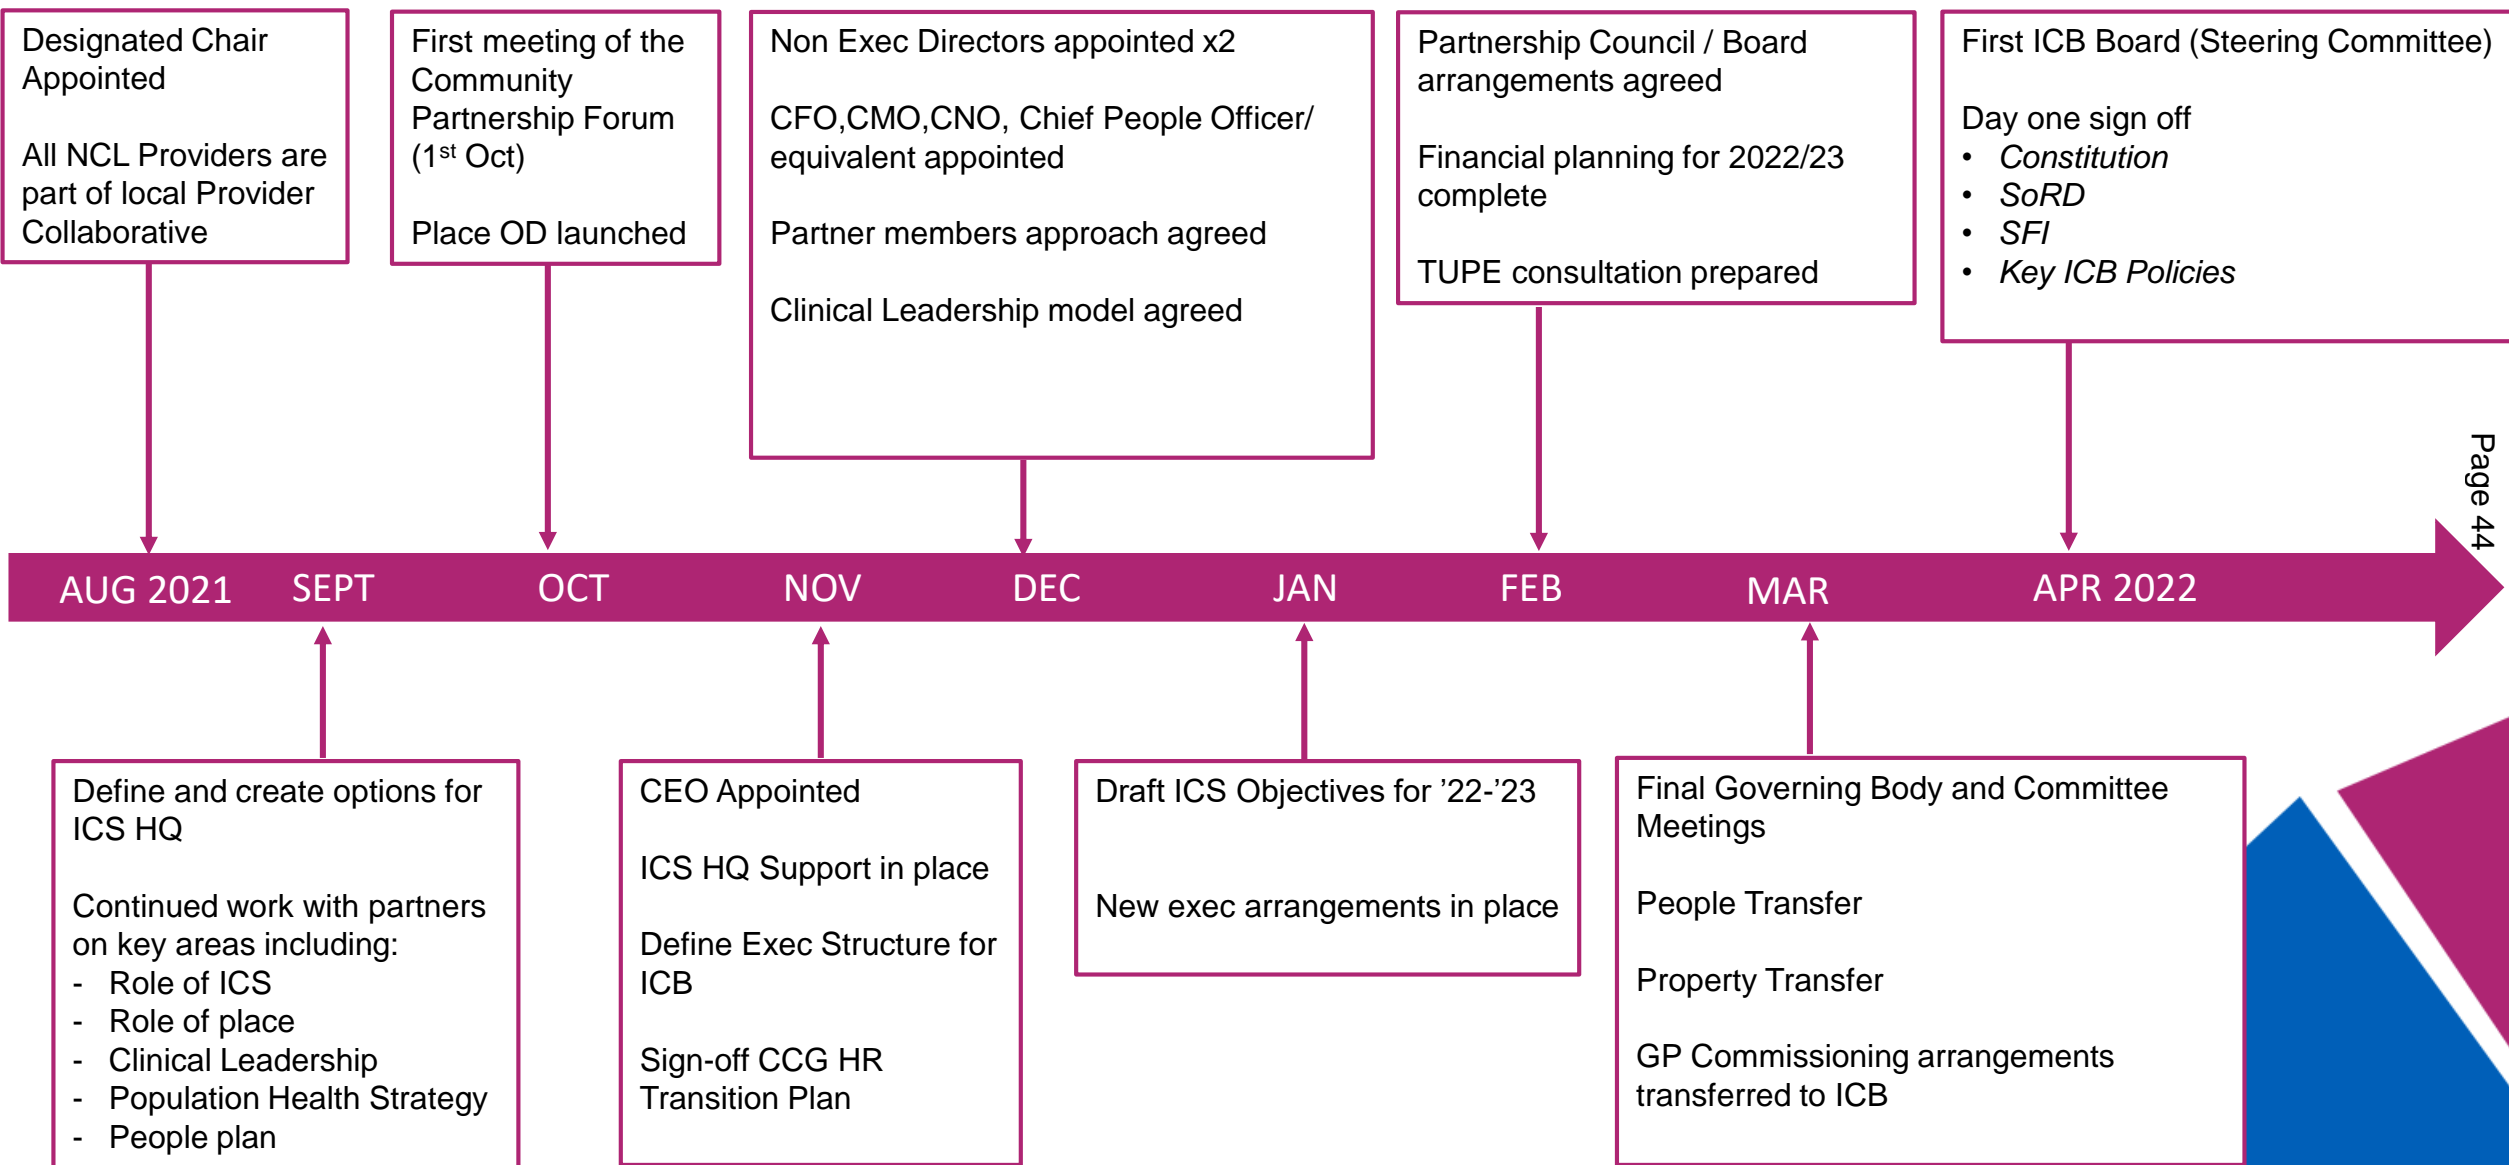 Designated Chair
Appointed
All NCL Providers are
part of local Provider
Collaborative
First meeting of the
Community
Partnership Forum
(1st Oct)
Place OD launched
Non Exec Directors appointed x2
CFO,CMO,CNO, Chief People Officer/
equivalent appointed
Partner members approach agreed
Clinical Leadership model agreed
Partnership Council / Board
arrangements agreed
Financial planning for 2022/23
complete
TUPE consultation prepared
First ICB Board (Steering Committee)
Day one sign off
• Constitution
• SoRD
• SFI
• Key ICB Policies
Page 44
AUG 2021 SEPT OCT NOV DEC JAN FEB MAR APR 2022
Define and create options for
ICS HQ
Continued work with partners
on key areas including:
- Role of ICS
- Role of place
- Clinical Leadership
- Population Health Strategy
- People plan
CEO Appointed
ICS HQ Support in place
Define Exec Structure for
ICB
Sign-off CCG HR
Transition Plan
Draft ICS Objectives for ’22-’23
New exec arrangements in place
Final Governing Body and Committee
Meetings
People Transfer
Property Transfer
GP Commissioning arrangements
transferred to ICB